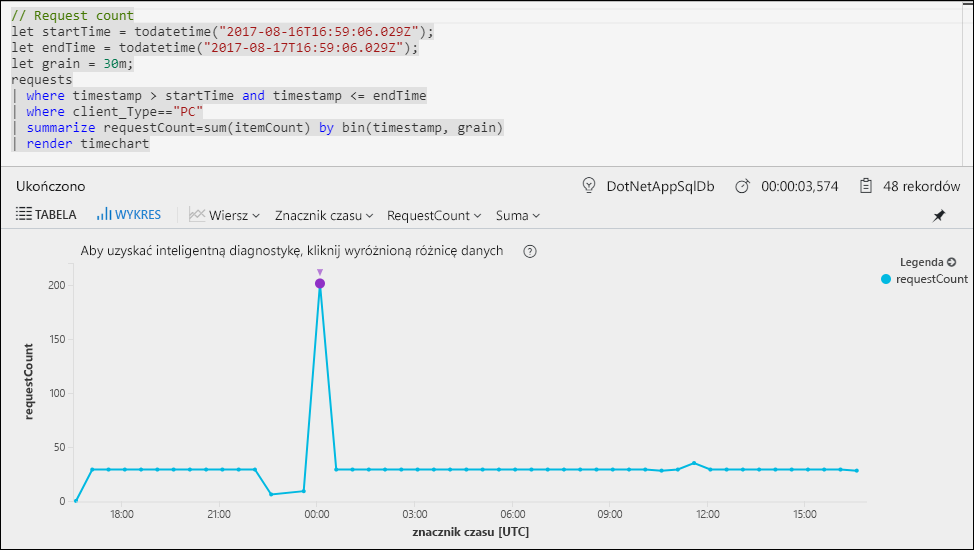 // Request count
let startTime = todatetime("2017-08-16T16:59:06.029Z");
let endTime = todatetime("2017-08-17T16:59:06.029Z");
let grain = 30m;
requests
| where timestamp > startTime and timestamp <= endTime
| where client_Type=="PC"
| summarize requestCount=sum(itemCount) by bin(timestamp, grain)
| render timechart
Ukończono DotNetAppSqlDb 00:00:03,574 48 rekordów
TABELA WYKRES Wiersz Znacznik czasu RequestCount Suma
Aby uzyskać inteligentną diagnostykę, kliknij wyróżnioną różnicę danych ?
Legenda
requestCount
200
150
100
50
0
requestCount
18:00 21:00 00:00 03:00 06:00 09:00 12:00 15:00
znacznik czasu [UTC]